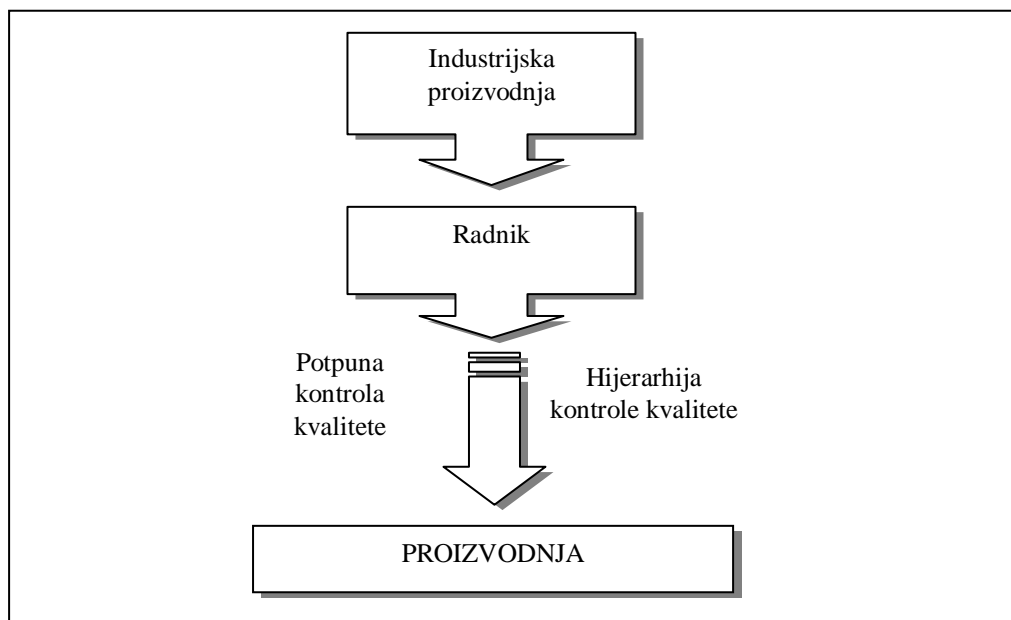 Industrijska
proizvodnja
Radnik
Potpuna
kontrola
kvalitete
Hijerarhija
kontrole kvalitete
PROIZVODNJA